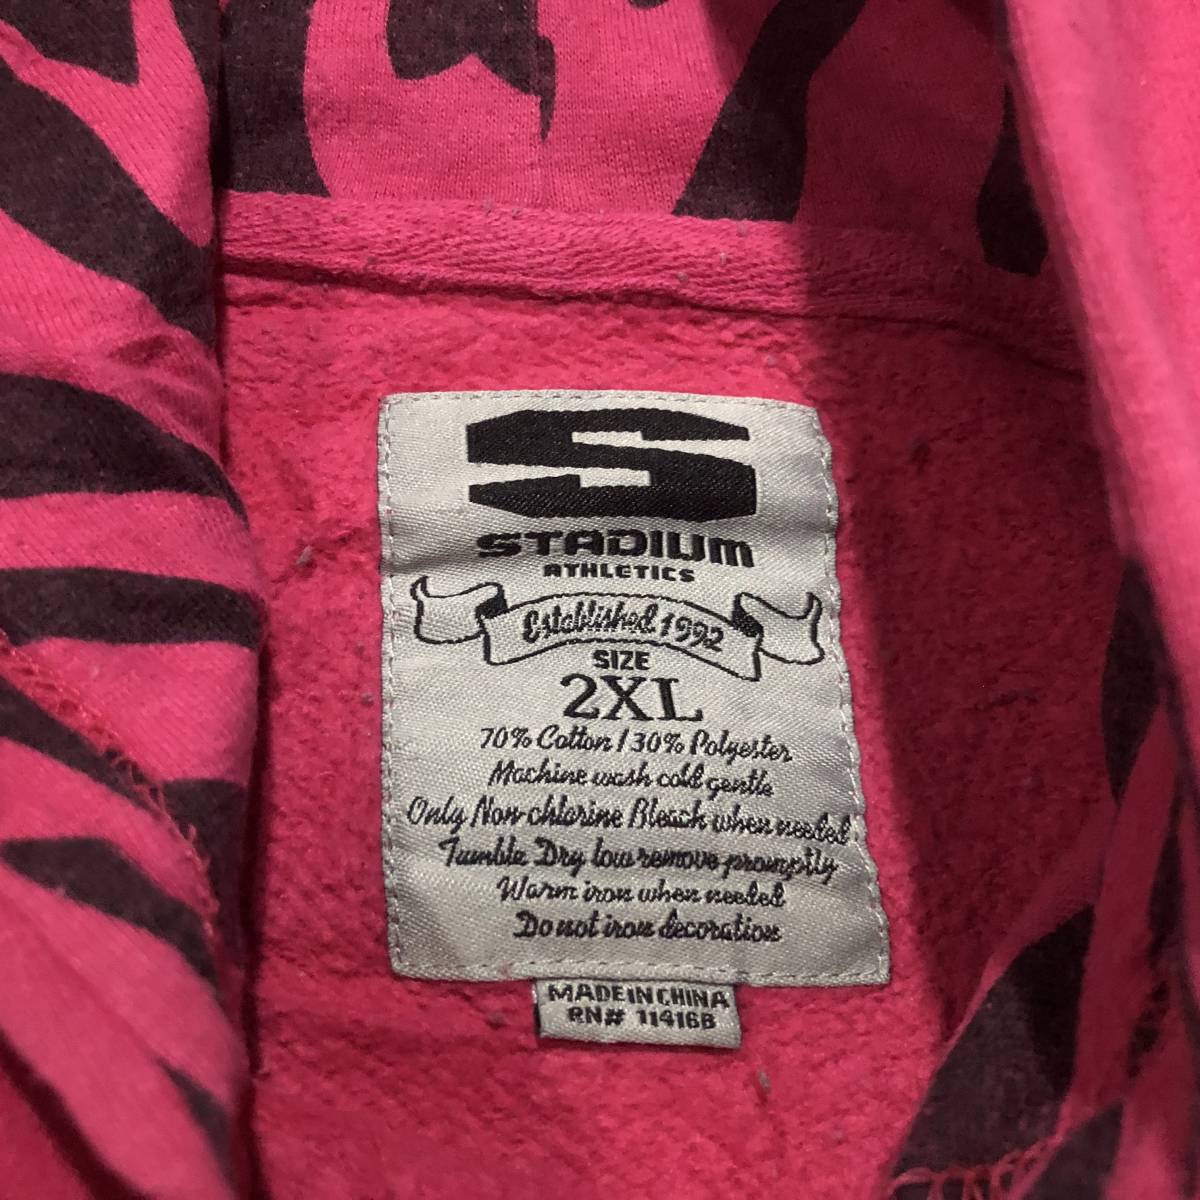 S
STADIUM
ATHLETICS
Established 1992
SIZE
2XL
70% Cotton / 30% Polyester
Machine wash cold gentle
Only Non-chlorine Bleach when needed
Tumble Dry low remove promptly
Warm iron when needed
Do not iron decoration
MADE IN CHINA
RN# 114168